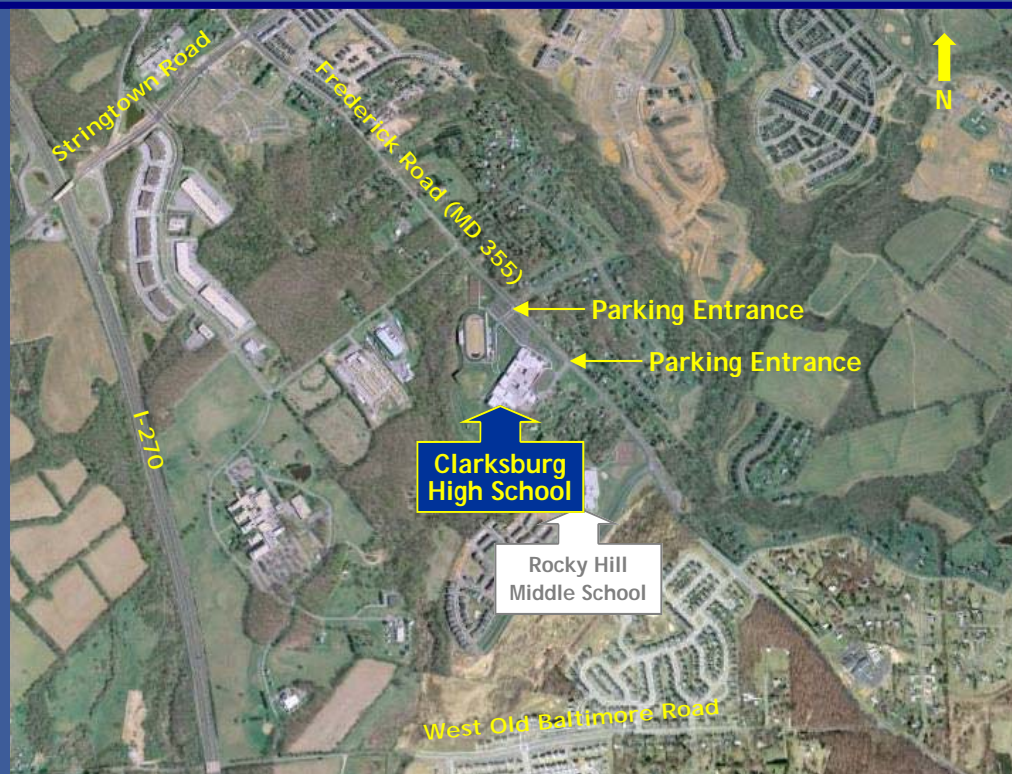 Stringtown Road
Frederick Road (MD 355)
N
Parking Entrance
Parking Entrance
I-270
Clarksburg
High School
Rocky Hill
Middle School
West Old Baltimore Road